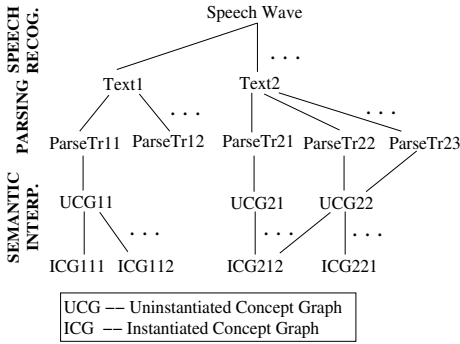 Speech Wave
SPEECH
RECOG.
. . .
Text1
Text2
PARSING
. . .
. . .
ParseTr11
ParseTr12
ParseTr21
ParseTr22
ParseTr23
SEMANTIC
INTERP.
UCG11
UCG21
UCG22
. . .
. . .
. . .
ICG111
ICG112
ICG212
ICG221
UCG −− Uninstantiated Concept Graph
ICG −− Instantiated Concept Graph